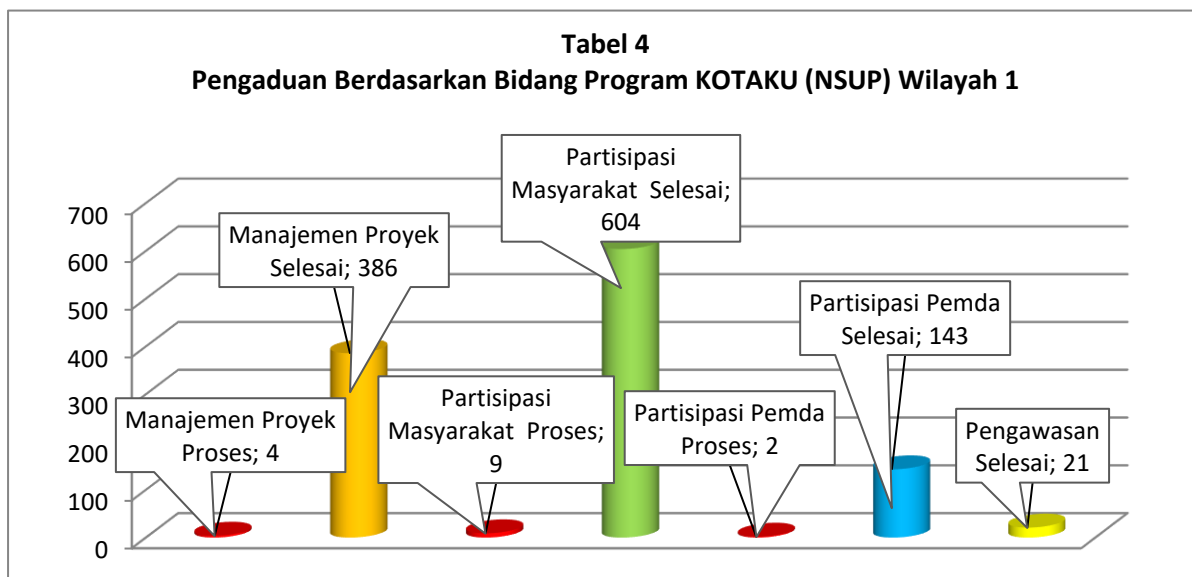 Tabel 4
Pengaduan Berdasarkan Bidang Program KOTAKU (NSUP) Wilayah 1
700
600
500
400
300
200
100
0
Manajemen Proyek
Proses; 4
Manajemen Proyek
Selesai; 386
Partisipasi
Masyarakat Proses;
9
Partisipasi
Masyarakat Selesai;
604
Partisipasi Pemda
Proses; 2
Partisipasi Pemda
Selesai; 143
Pengawasan
Selesai; 21